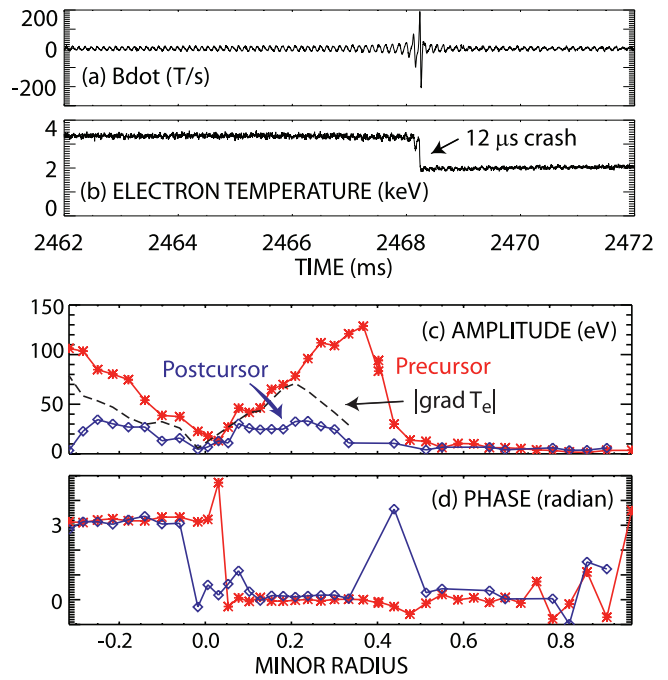 200
0
-200
(a) Bdot (T/s)
4
2
0
12 μs crash
(b) ELECTRON TEMPERATURE (keV)
2462 2464 2466 2468 2470 2472
TIME (ms)
150
100
50
0
(c) AMPLITUDE (eV)
Postcursor
Precursor
|grad Te|
3
0
(d) PHASE (radian)
-0.2 0.0 0.2 0.4 0.6 0.8
MINOR RADIUS